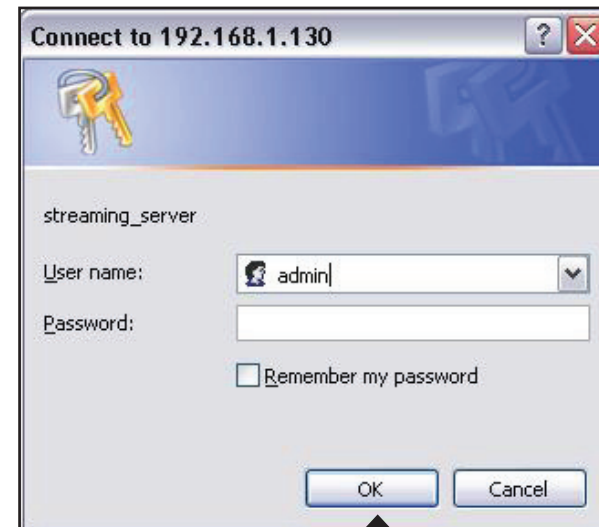 Connect to 192.168.1.130
streaming_server
User name:
admin
Password:
Remember my password
OK
Cancel